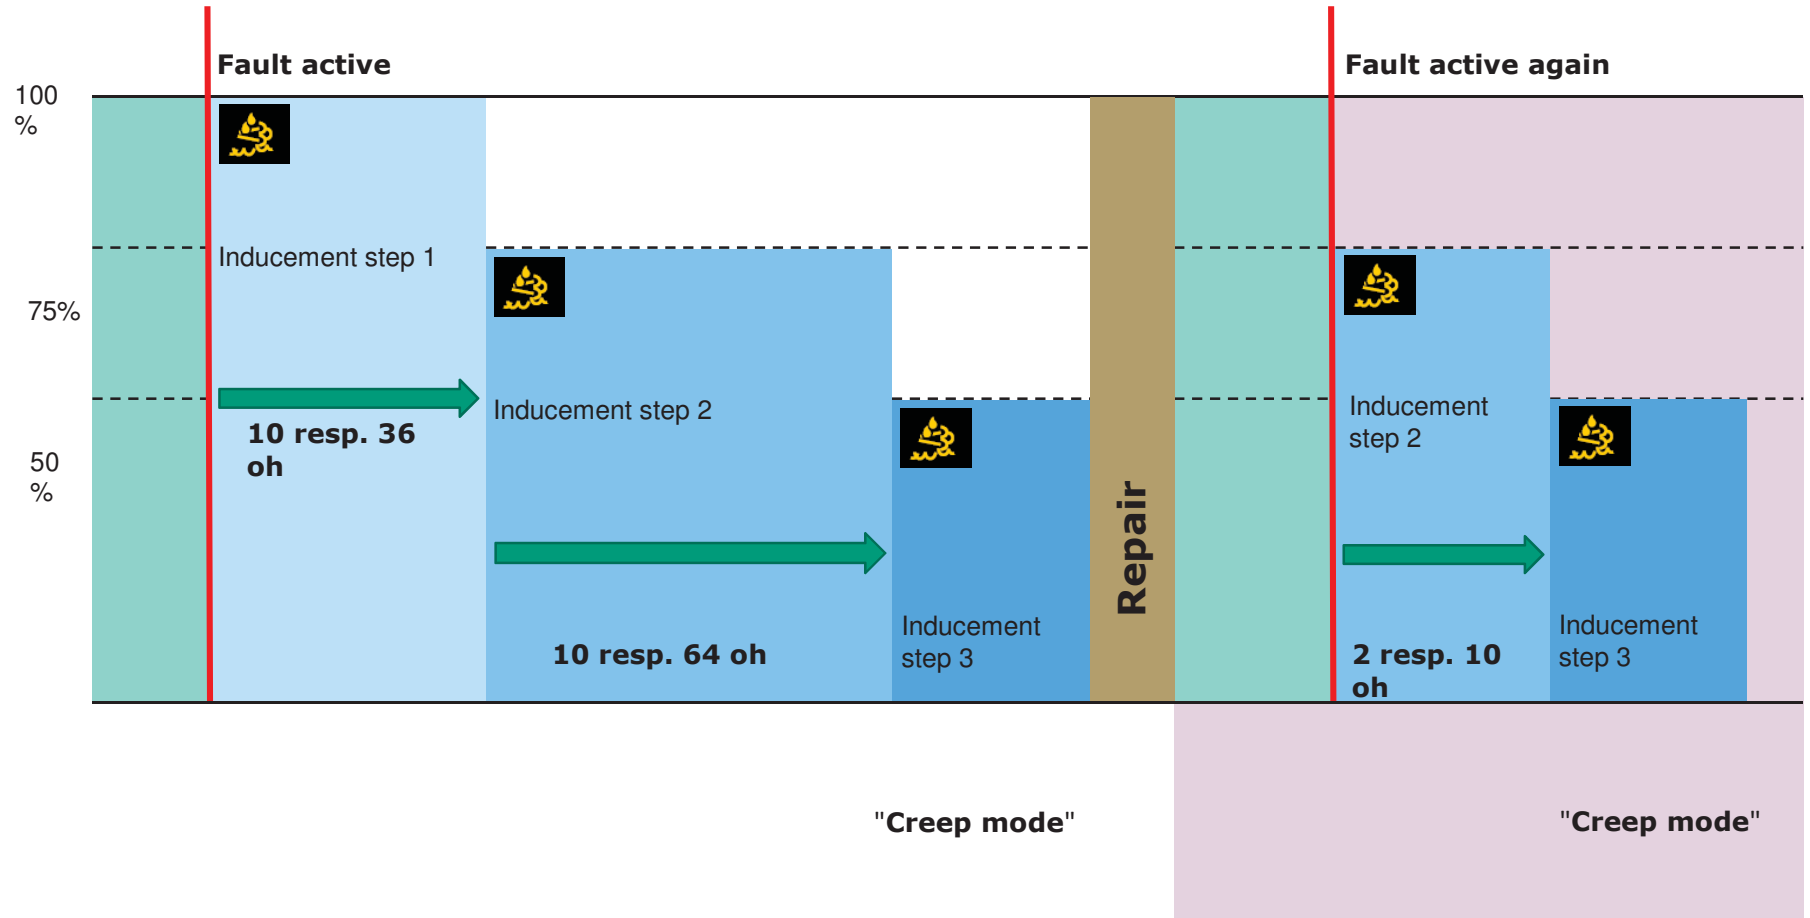 Fault active
Fault active again
100
%
Inducement step 1
75%
10 resp. 36
oh
Inducement step 2
Inducement
step 2
50
%
Repair
10 resp. 64 oh
Inducement
step 3
2 resp. 10
oh
Inducement
step 3
"Creep mode"
"Creep mode"